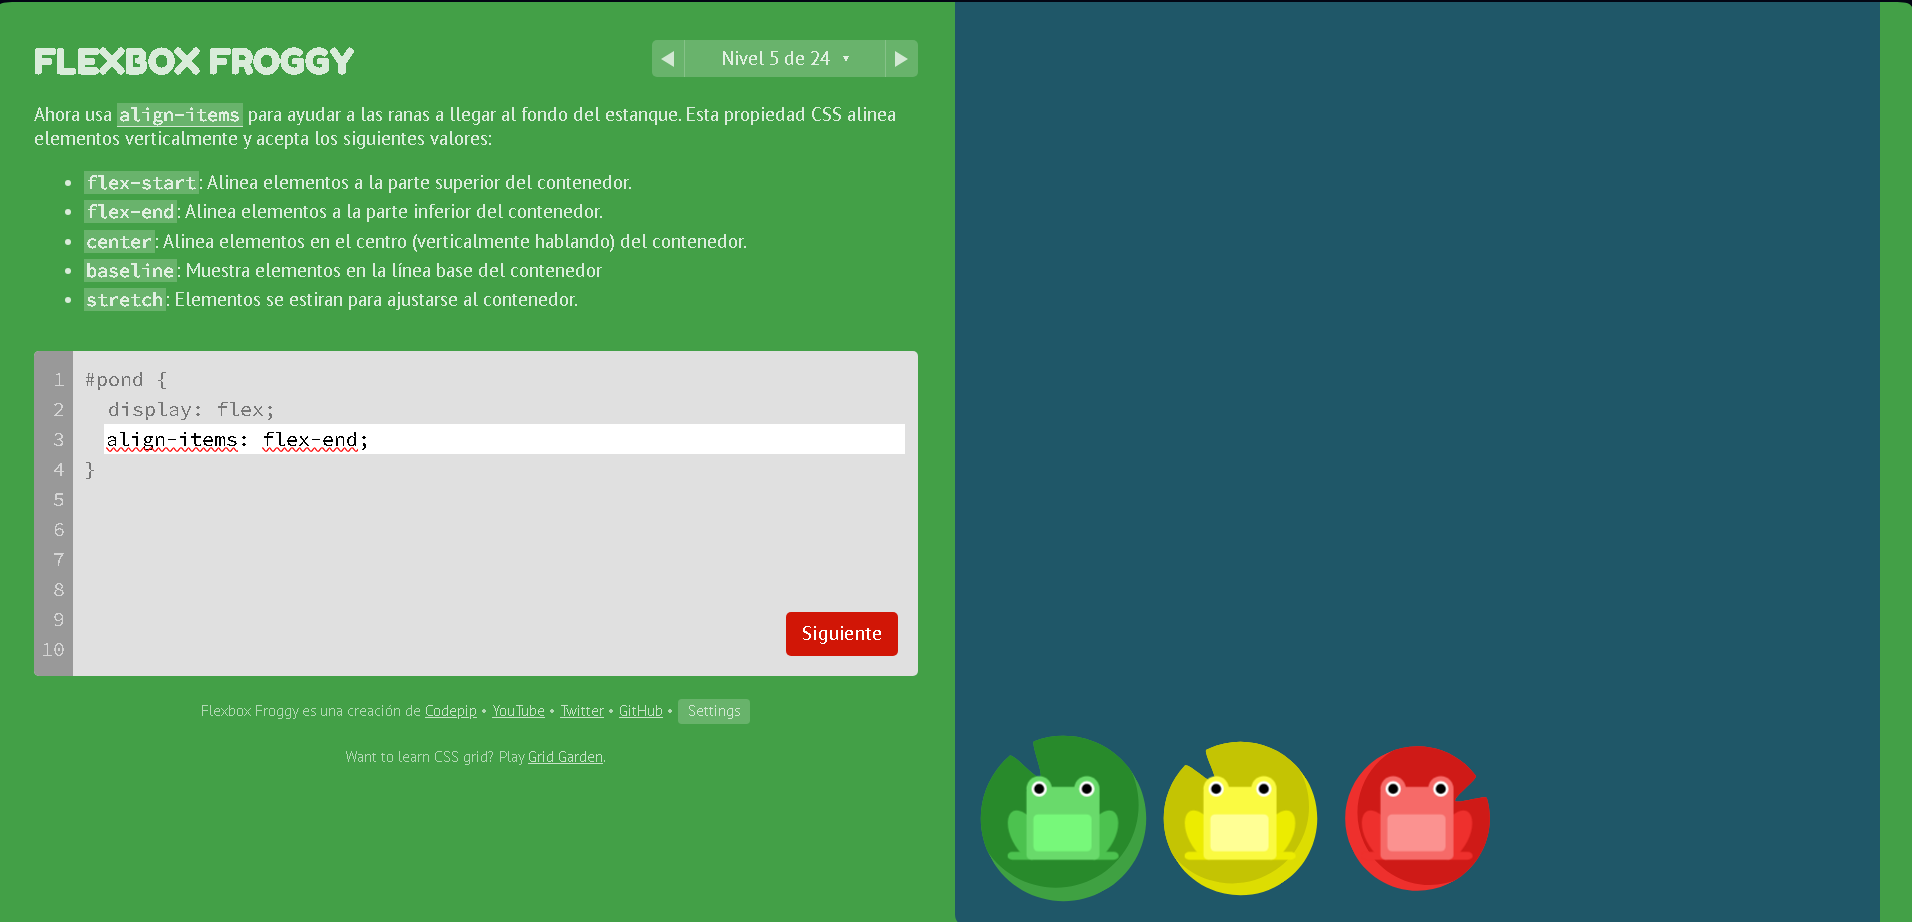 FLEXBOX FROGGY
◀ Nivel 5 de 24 ▾ ▶
Ahora usa align-items para ayudar a las ranas a llegar al fondo del estanque. Esta propiedad CSS alinea
elementos verticalmente y acepta los siguientes valores:
• flex-start: Alinea elementos a la parte superior del contenedor.
• flex-end: Alinea elementos a la parte inferior del contenedor.
• center: Alinea elementos en el centro (verticalmente hablando) del contenedor.
• baseline: Muestra elementos en la línea base del contenedor
• stretch: Elementos se estiran para ajustarse al contenedor.
1 #pond {
2 display: flex;
3 align-items: flex-end;
4 }
5
6
7
8
9
10
Siguiente
Flexbox Froggy es una creación de Codepip • YouTube • Twitter • GitHub • Settings
Want to learn CSS grid? Play Grid Garden.